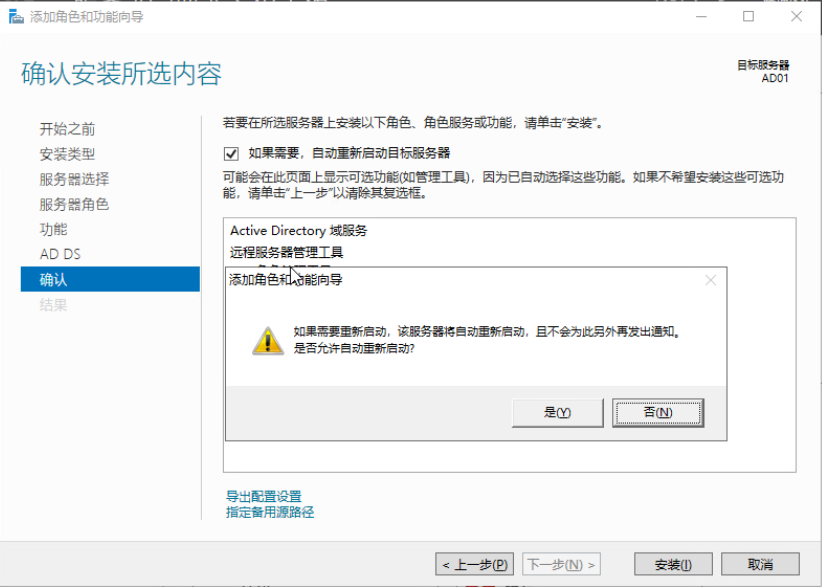 添加角色和功能向导
确认安装所选内容
目标服务器
AD01
开始之前
安装类型
服务器选择
服务器角色
功能
AD DS
确认
结果
若要在所选服务器上安装以下角色、角色服务或功能，请单击“安装”。
如果需要，自动重新启动目标服务器
可能会在此页面上显示可选功能(如管理工具)，因为已自动选择这些功能。如果不希望安装这些可选功
能，请单击“上一步”以清除其复选框。
Active Directory 域服务
远程服务器管理工具
添加角色和功能向导
如果需要重新启动，该服务器将自动重新启动，且不会为此另外再发出通知。
是否允许自动重新启动?
是(Y)
否(N)
导出配置设置
指定备用源路径
< 上一步(P)
下一步(N) >
安装(I)
取消